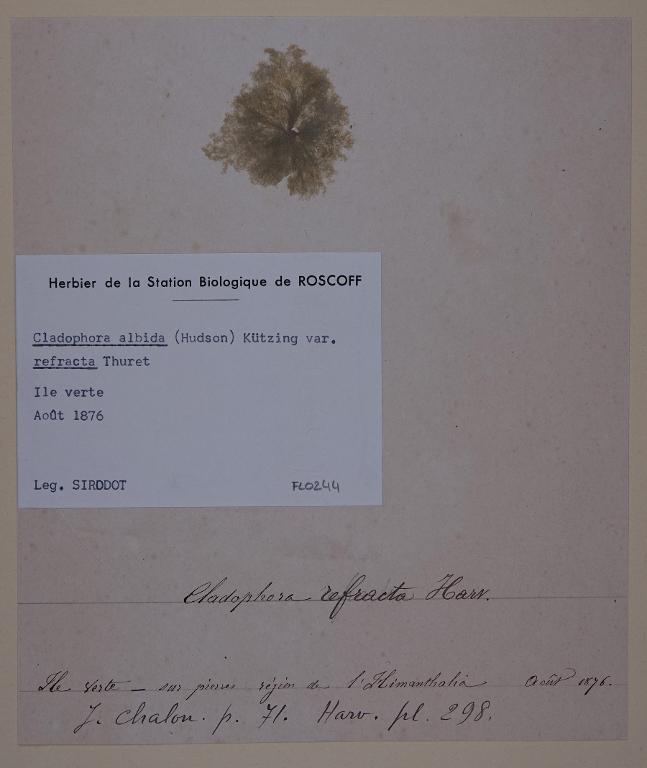 Herbier de la Station Biologique de ROSCOFF
Cladophora albida (Hudson) Kützing var.
refracta Thuret
Ile verte
Août 1876
Leg. SIRODOT FLO244
Cladophora refracta Harv.
Ile verte _ sur pierres région de l'Himanthalia Août 1876.
J. Chalon. p. 71. Harv. pl. 298.